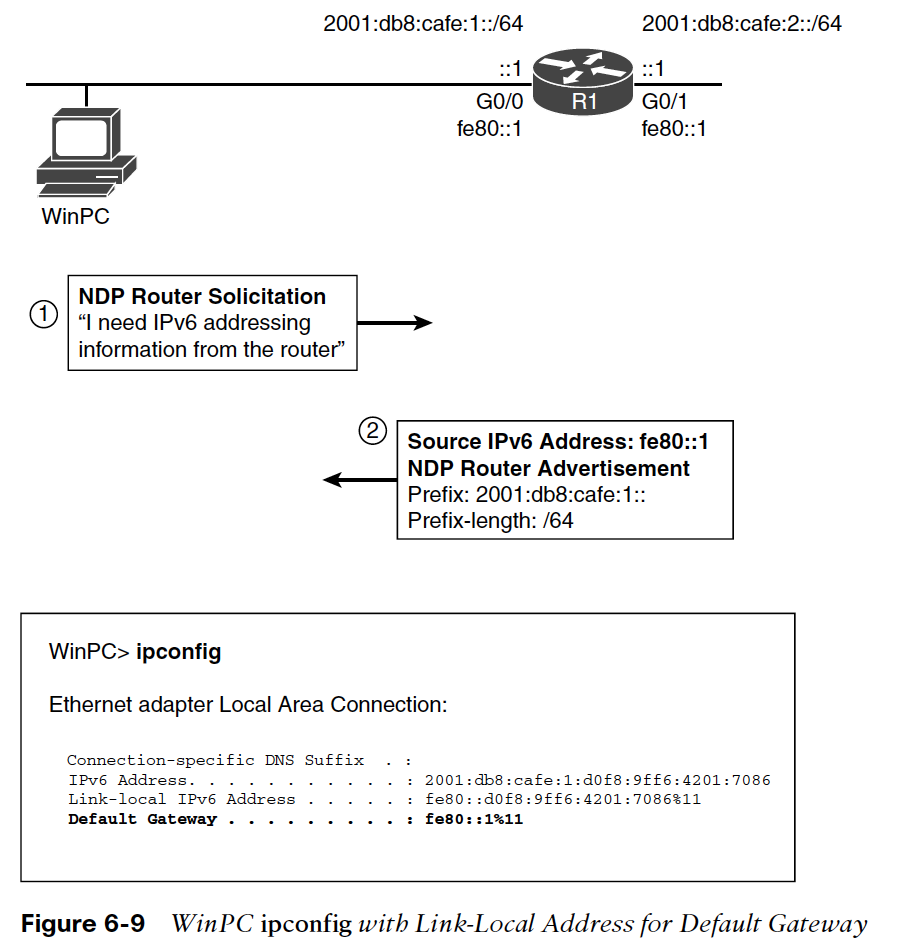 2001:db8:cafe:1::/64 2001:db8:cafe:2::/64
::1 ::1
G0/0 R1 G0/1
fe80::1 fe80::1
WinPC
1 NDP Router Solicitation
“I need IPv6 addressing
information from the router”
2 Source IPv6 Address: fe80::1
NDP Router Advertisement
Prefix: 2001:db8:cafe:1::
Prefix-length: /64
WinPC> ipconfig
Ethernet adapter Local Area Connection:
Connection-specific DNS Suffix . :
IPv6 Address. . . . . . . . . . . : 2001:db8:cafe:1:d0f8:9ff6:4201:7086
Link-local IPv6 Address . . . . . : fe80::d0f8:9ff6:4201:7086%11
Default Gateway . . . . . . . . . : fe80::1%11
Figure 6-9 WinPC ipconfig with Link-Local Address for Default Gateway